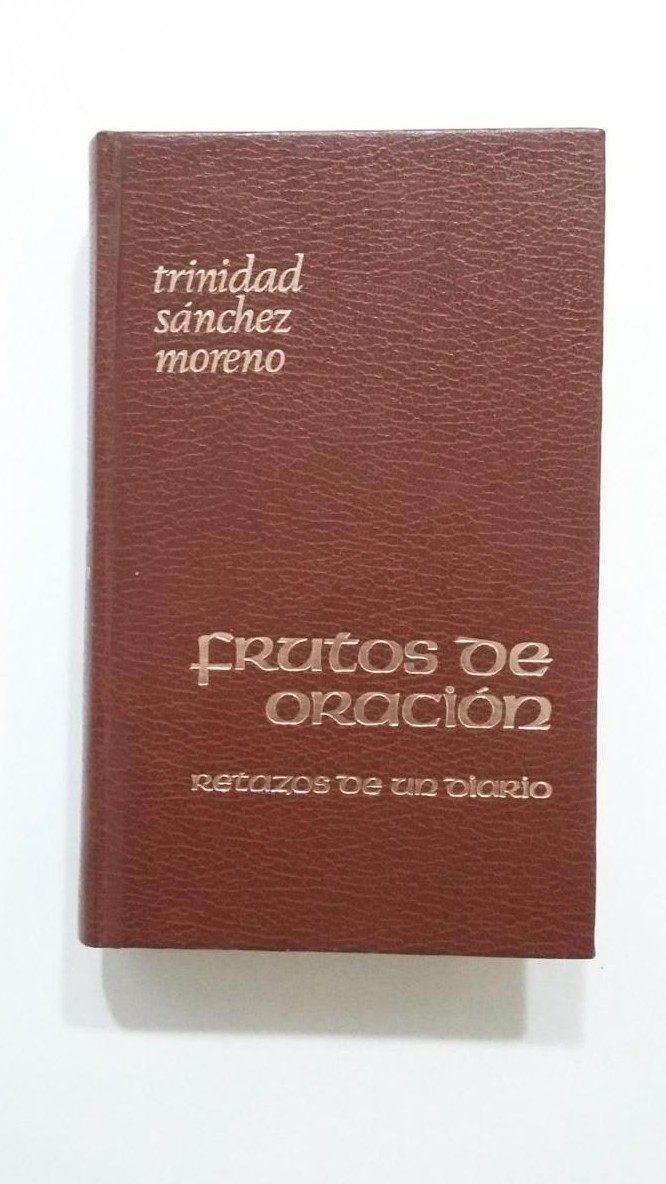 trinidad
sánchez
moreno
frutos de
oración
retazos de un diario